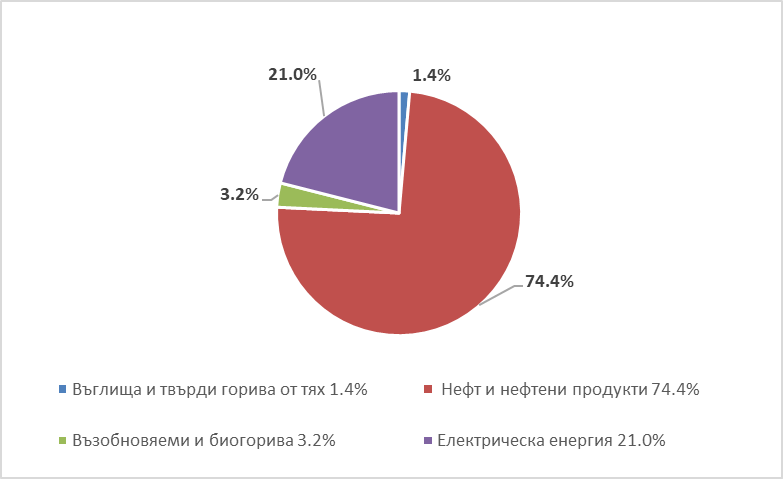 21.0%
1.4%
3.2%
74.4%
Въглища и твърди горива от тях 1.4%
Нефт и нефтени продукти 74.4%
Възобновяеми и биогорива 3.2%
Електрическа енергия 21.0%